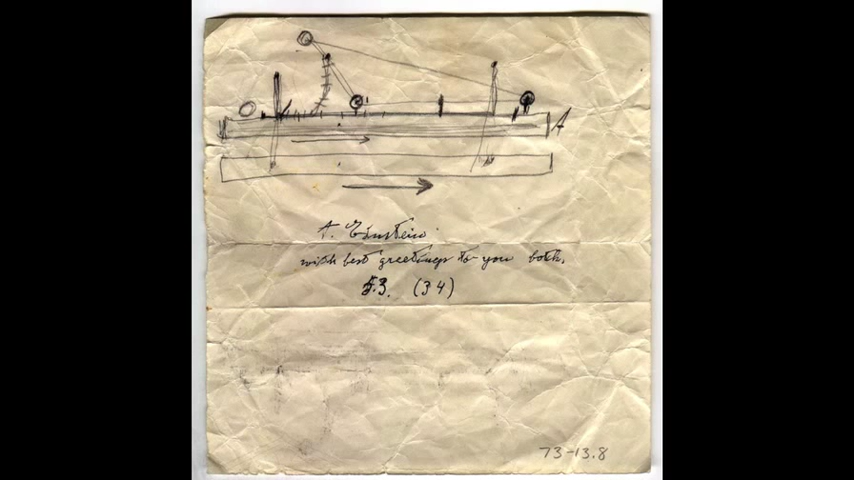 A
A. Einstein.
with best greetings to you both.
5.3. (34)
73-13.8